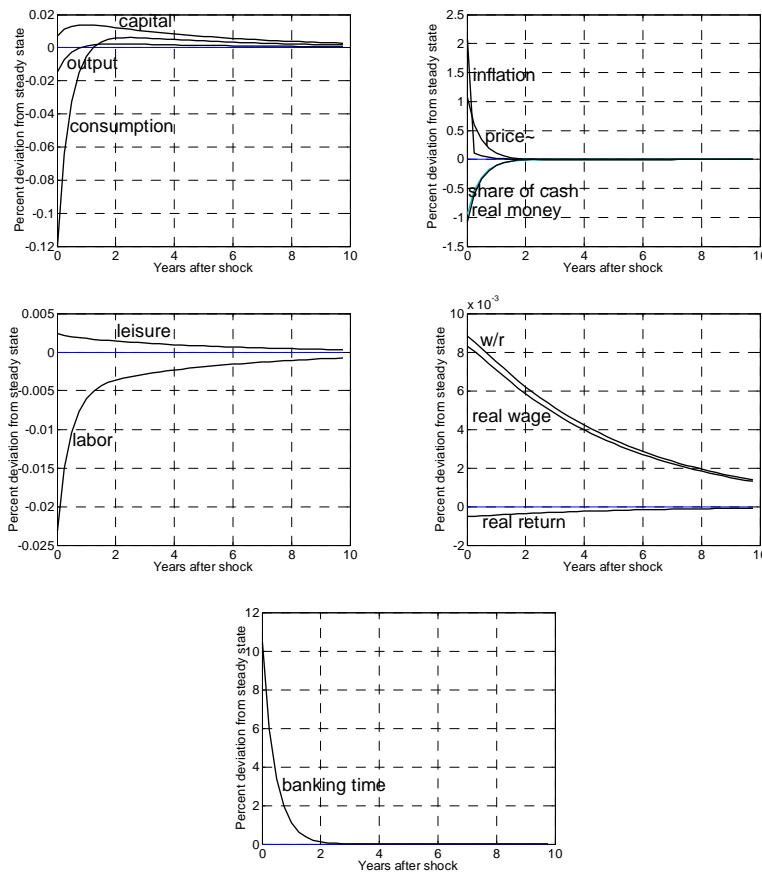 0.02
0
-0.02
-0.04
-0.06
-0.08
-0.1
-0.12
0 2 4 6 8 10
Years after shock
Percent deviation from steady state
capital
output
consumption
2.5
2
1.5
1
0.5
0
-0.5
-1
-1.5
0 2 4 6 8 10
Years after shock
Percent deviation from steady state
inflation
price~
share of cash
real money
0.005
0
-0.005
-0.01
-0.015
-0.02
-0.025
0 2 4 6 8 10
Years after shock
Percent deviation from steady state
leisure
labor
x 10-3
10
8
6
4
2
0
-2
0 2 4 6 8 10
Years after shock
Percent deviation from steady state
w/r
real wage
real return
12
10
8
6
4
2
0
0 2 4 6 8 10
Years after shock
Percent deviation from steady state
banking time